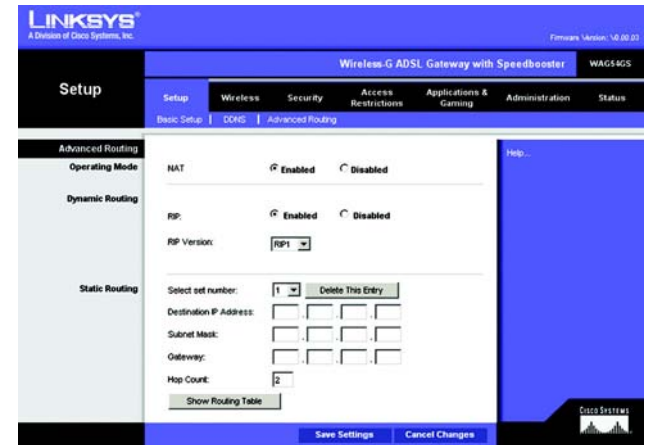 LINKSYS®
A Division of Cisco Systems, Inc.
Firmware Version: V0.00.03
Wireless-G ADSL Gateway with Speedbooster WAG54GS
Setup
Setup Wireless Security Access Restrictions Applications & Gaming Administration Status
Basic Setup | DDNS | Advanced Routing
Advanced Routing
Help...
Operating Mode NAT Enabled Disabled
Dynamic Routing
RIP: Enabled Disabled
RIP Version: RIP1
Static Routing Select set number: 1 Delete This Entry
Destination IP Address: . . .
Subnet Mask: . . .
Gateway: . . .
Hop Count: 2
Show Routing Table
Save Settings Cancel Changes
CISCO SYSTEMS